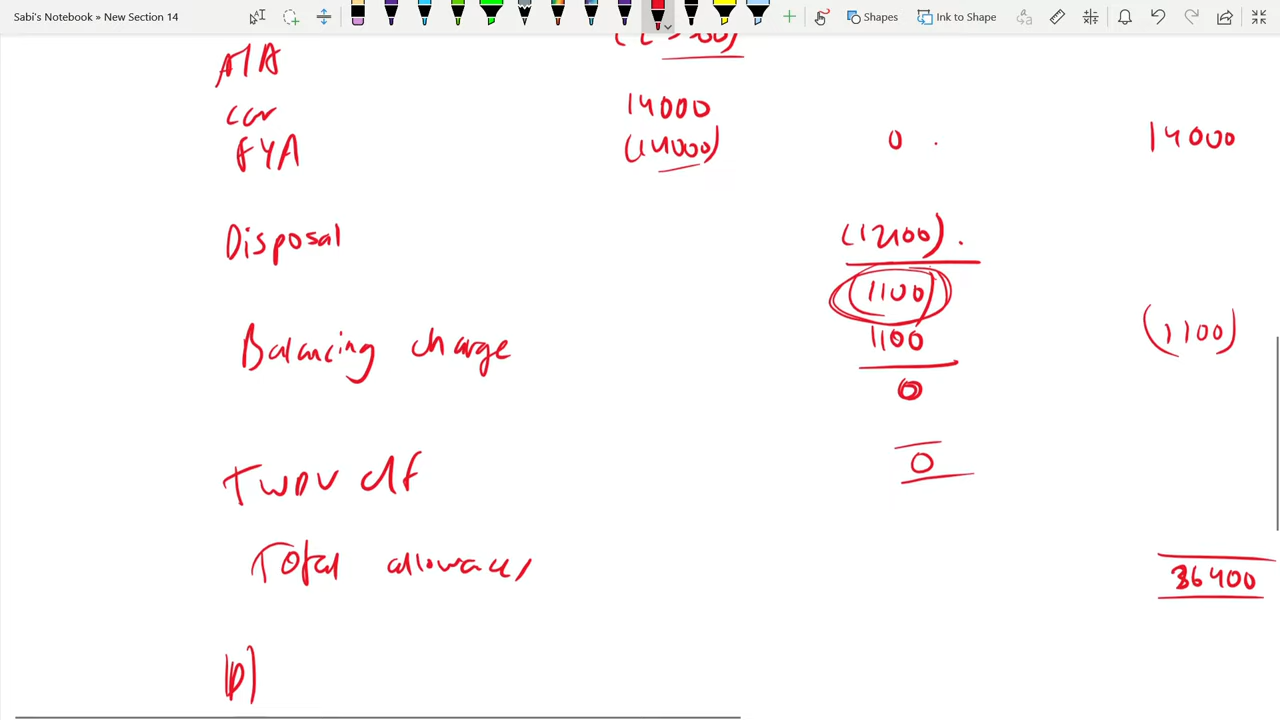 Sabi's Notebook » New Section 14
Shapes
Ink to Shape
AIA
car 14000
FYA (14000) 0 . 14000
Disposal (12100) .
(1100)
Balancing charge 1100 (1100)
0
TWDV c/f 0
Total allowances 36400